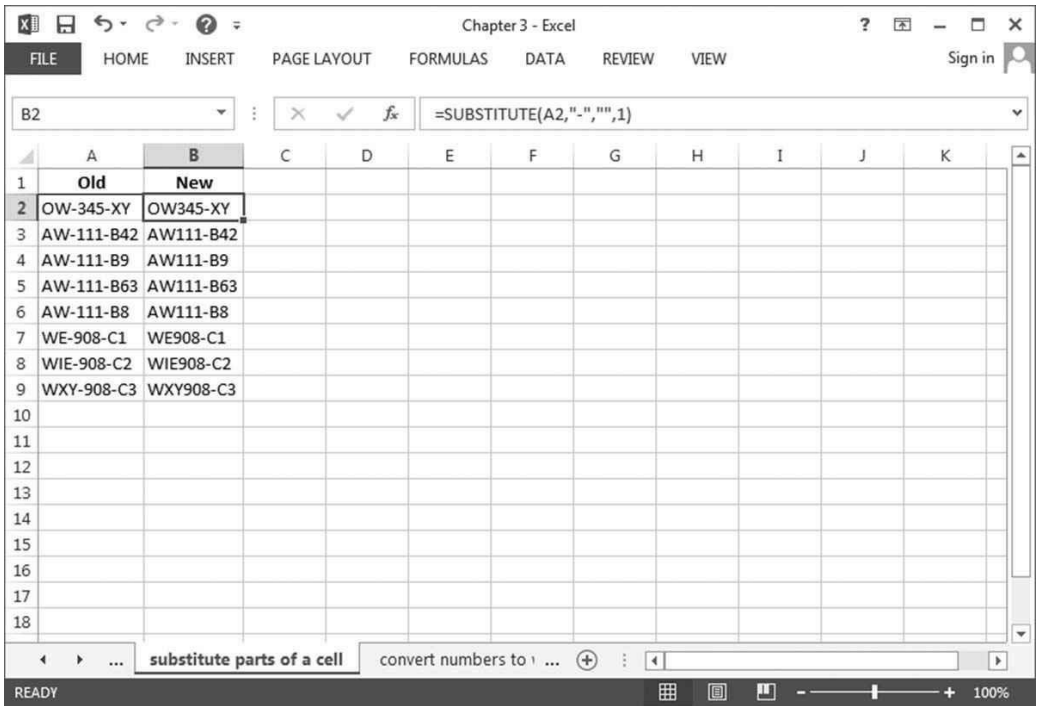 Chapter 3 - Excel
FILE HOME INSERT PAGE LAYOUT FORMULAS DATA REVIEW VIEW Sign in
B2 fx =SUBSTITUTE(A2,"-","",1)
A B C D E F G H I J K
1 Old New
2 OW-345-XY OW345-XY
3 AW-111-B42 AW111-B42
4 AW-111-B9 AW111-B9
5 AW-111-B63 AW111-B63
6 AW-111-B8 AW111-B8
7 WE-908-C1 WE908-C1
8 WIE-908-C2 WIE908-C2
9 WXY-908-C3 WXY908-C3
10
11
12
13
14
15
16
17
18
... substitute parts of a cell convert numbers to ...
READY 100%